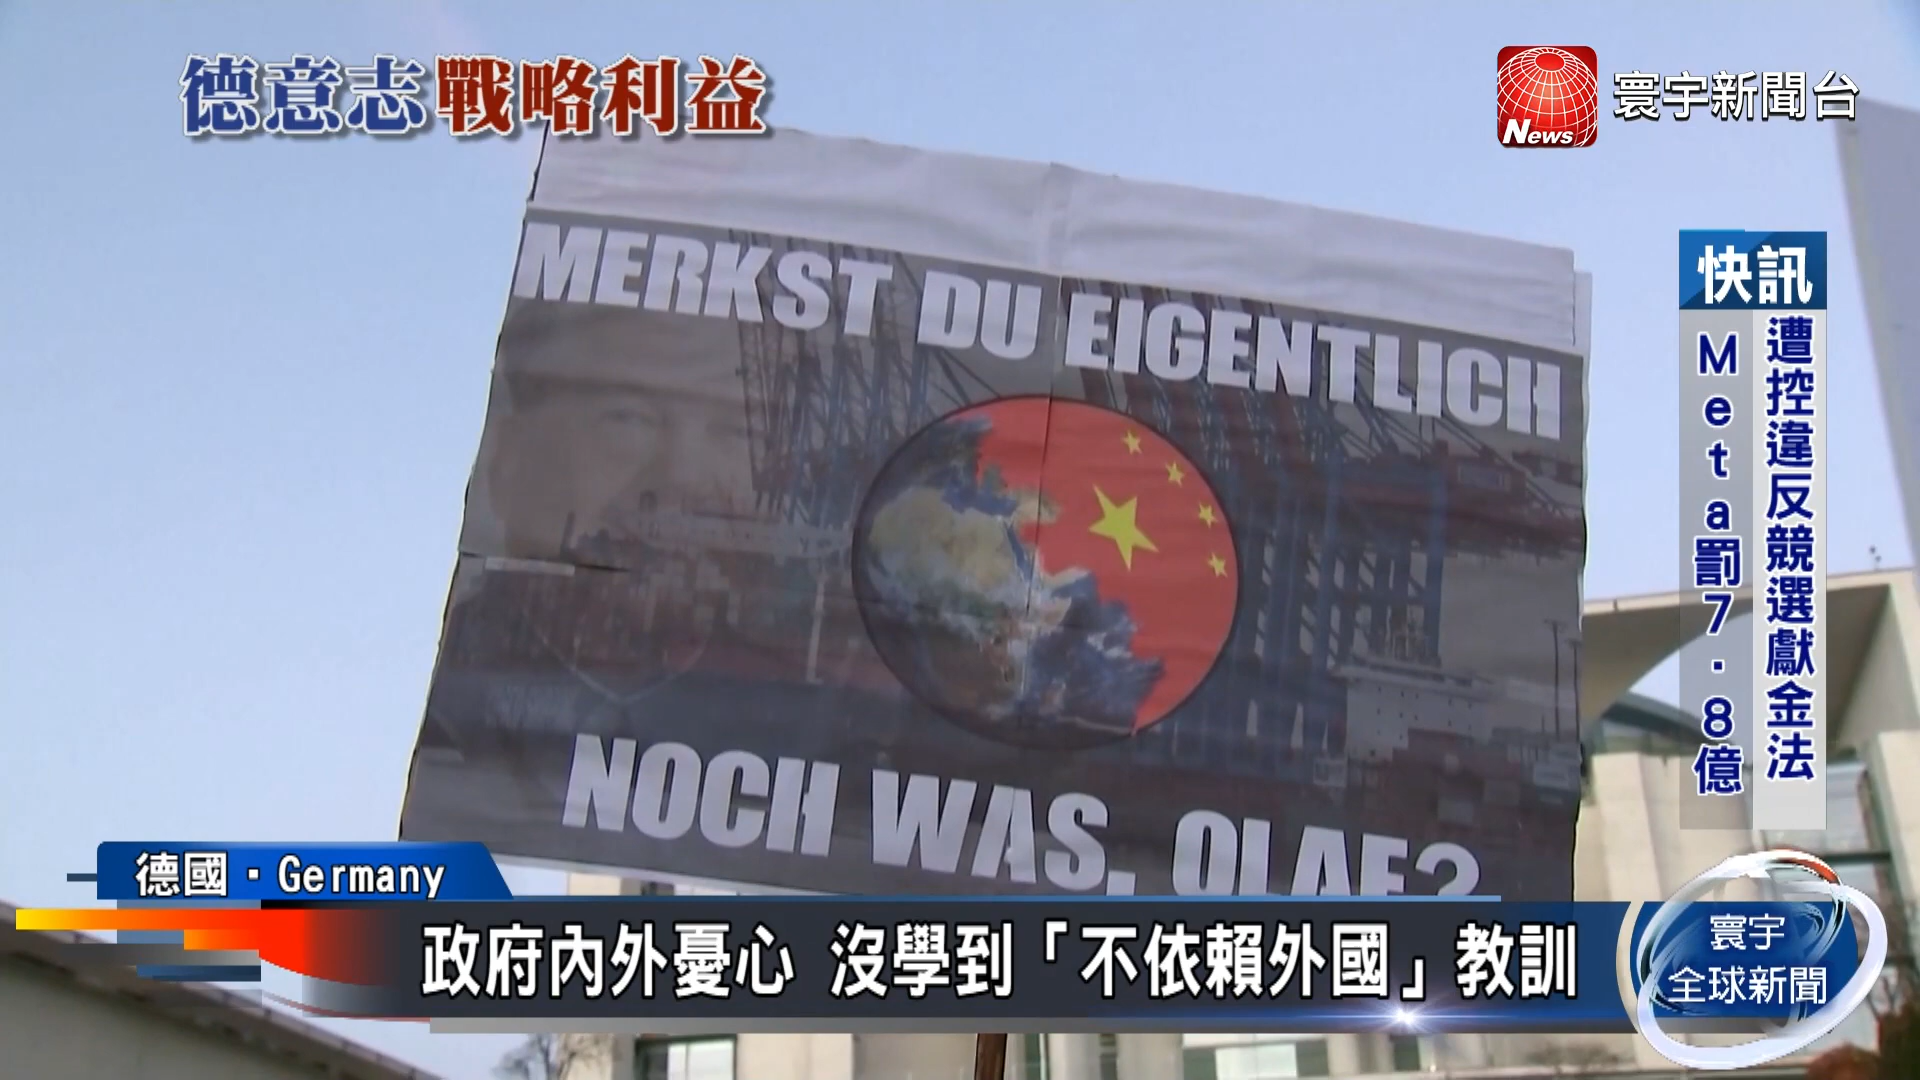 德意志戰略利益
News
寰宇新聞台
快訊
遭控違反競選獻金法
Meta罰7.8億
MERKST DU EIGENTLICH
NOCH WAS, OLAF?
德國·Germany
政府內外憂心 沒學到「不依賴外國」教訓
寰宇
全球新聞